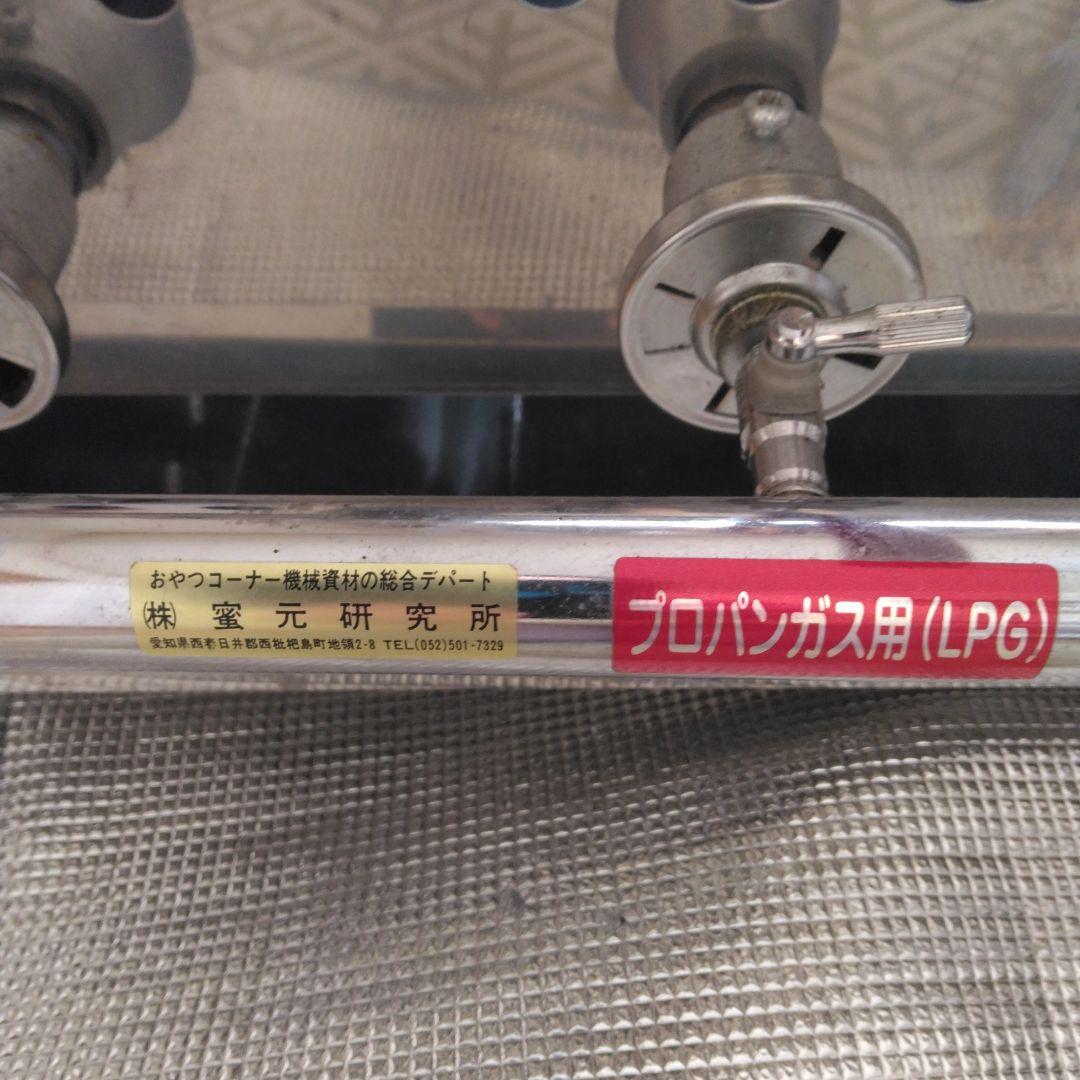 おやつコーナー機械資材の総合デパート
㈱ 蜜元研究所
愛知県西春日井郡西枇杷島町地領2-8 TEL(052)501-7329
プロパンガス用(LPG)